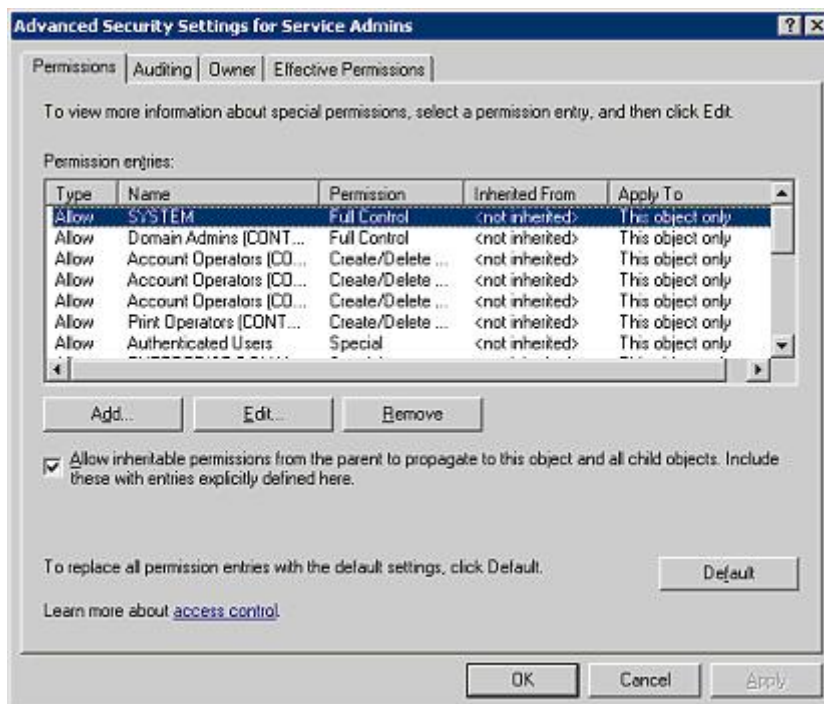 Advanced Security Settings for Service Admins
Permissions Auditing Owner Effective Permissions
To view more information about special permissions, select a permission entry, and then click Edit.
Permission entries:
Type Name Permission Inherited From Apply To
Allow SYSTEM Full Control <not inherited> This object only
Allow Domain Admins (CONT... Full Control <not inherited> This object only
Allow Account Operators (CO... Create/Delete ... <not inherited> This object only
Allow Account Operators (CO... Create/Delete ... <not inherited> This object only
Allow Account Operators (CO... Create/Delete ... <not inherited> This object only
Allow Print Operators (CONT... Create/Delete ... <not inherited> This object only
Allow Authenticated Users Special <not inherited> This object only
Add... Edit... Remove
Allow inheritable permissions from the parent to propagate to this object and all child objects. Include
these with entries explicitly defined here.
To replace all permission entries with the default settings, click Default.
Default
Learn more about access control.
OK Cancel Apply